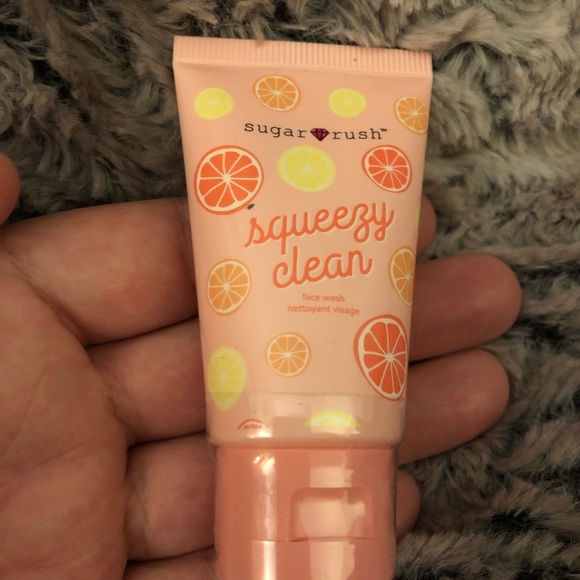 sugar rush™
squeezy
clean
face wash
nettoyant visage